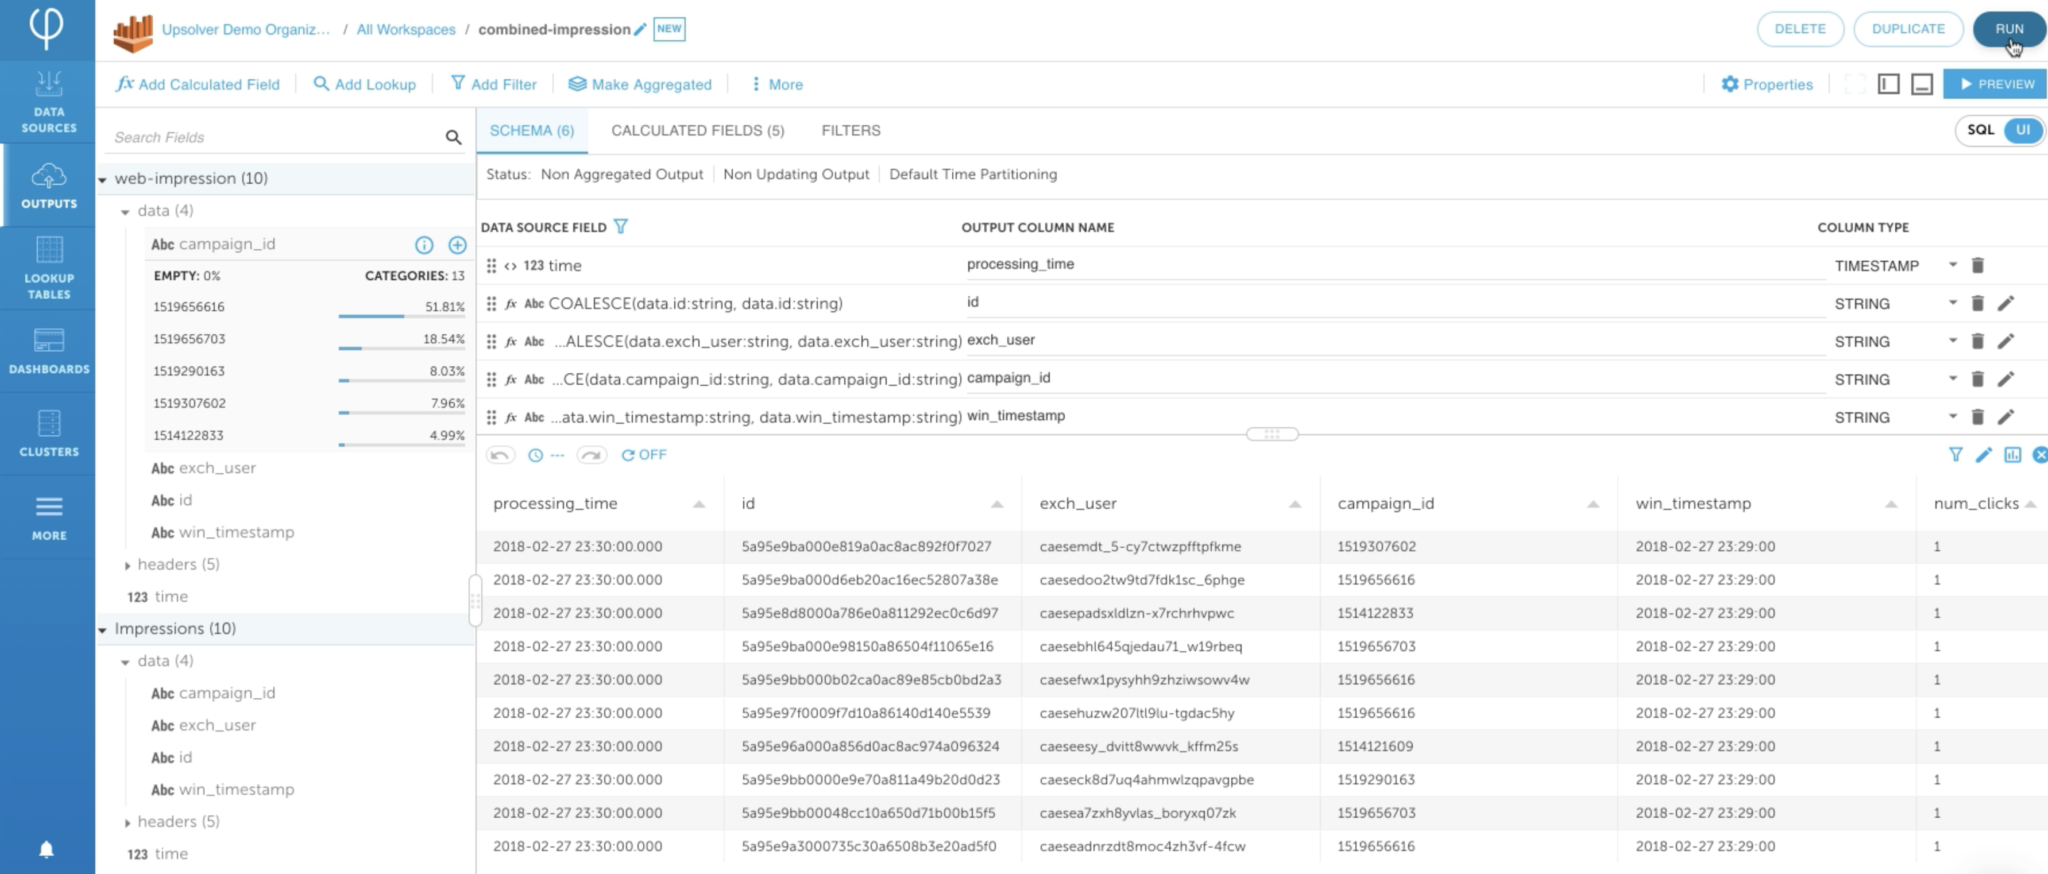 Upsolver Demo Organiz... / All Workspaces / combined-impression NEW
DELETE DUPLICATE RUN
fx Add Calculated Field Add Lookup Add Filter Make Aggregated More
Properties PREVIEW
DATA SOURCES
OUTPUTS
LOOKUP TABLES
DASHBOARDS
CLUSTERS
MORE
Search Fields
web-impression (10)
data (4)
Abc campaign_id
EMPTY: 0% CATEGORIES: 13
1519656616 51.81%
1519656703 18.54%
1519290163 8.03%
1519307602 7.96%
1514122833 4.99%
Abc exch_user
Abc id
Abc win_timestamp
headers (5)
123 time
Impressions (10)
data (4)
Abc campaign_id
Abc exch_user
Abc id
Abc win_timestamp
headers (5)
123 time
SCHEMA (6) CALCULATED FIELDS (5) FILTERS
SQL UI
Status: Non Aggregated Output Non Updating Output Default Time Partitioning
DATA SOURCE FIELD OUTPUT COLUMN NAME COLUMN TYPE
<> 123 time processing_time TIMESTAMP
fx Abc COALESCE(data.id:string, data.id:string) id STRING
fx Abc ...ALESCE(data.exch_user:string, data.exch_user:string) exch_user STRING
fx Abc ...CE(data.campaign_id:string, data.campaign_id:string) campaign_id STRING
fx Abc ...ata.win_timestamp:string, data.win_timestamp:string) win_timestamp STRING
--- OFF
processing_time id exch_user campaign_id win_timestamp num_clicks
2018-02-27 23:30:00.000 5a95e9ba000e819a0ac8ac892f0f7027 caesemdt_5-cy7ctwzpfftpfkme 1519307602 2018-02-27 23:29:00 1
2018-02-27 23:30:00.000 5a95e9ba000d6eb20ac16ec52807a38e caesedoo2tw9td7fdk1sc_6phge 1519656616 2018-02-27 23:29:00 1
2018-02-27 23:30:00.000 5a95e8d8000a786e0a811292ec0c6d97 caesepadsxldlzn-x7rchrhvpwc 1514122833 2018-02-27 23:29:00 1
2018-02-27 23:30:00.000 5a95e9ba000e98150a86504f11065e16 caesebhl645qjedau71_w19rbeq 1519656703 2018-02-27 23:29:00 1
2018-02-27 23:30:00.000 5a95e9bb000b02ca0ac89e85cb0bd2a3 caesefwx1pysyhh9zhziwsowv4w 1519656616 2018-02-27 23:29:00 1
2018-02-27 23:30:00.000 5a95e97f0009f7d10a86140d140e5539 caesehuzw207ltl9lu-tgdac5hy 1519656616 2018-02-27 23:29:00 1
2018-02-27 23:30:00.000 5a95e96a000a856d0ac8ac974a096324 caeseesy_dvitt8wwvk_kffm25s 1514121609 2018-02-27 23:29:00 1
2018-02-27 23:30:00.000 5a95e9bb0000e9e70a811a49b20d0d23 caeseck8d7uq4ahmwlzqpavgpbe 1519290163 2018-02-27 23:29:00 1
2018-02-27 23:30:00.000 5a95e9bb00048cc10a650d71b00b15f5 caesea7zxh8yvlas_boryxq07zk 1519656703 2018-02-27 23:29:00 1
2018-02-27 23:30:00.000 5a95e9a3000735c30a6508b3e20ad5f0 caeseadnrzdt8moc4zh3vf-4fcw 1519656616 2018-02-27 23:29:00 1